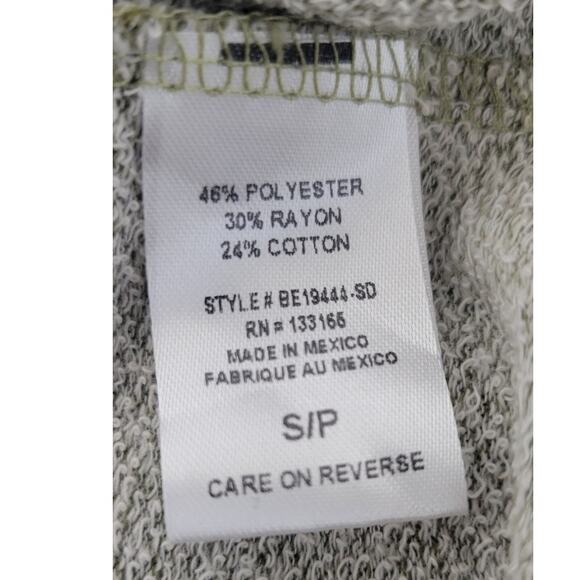 46% POLYESTER
30% RAYON
24% COTTON
STYLE# BE19444-SD
RN = 133166
MADE IN MEXICO
FABRIQUE AU MEXICO
S/P
CARE ON REVERSE